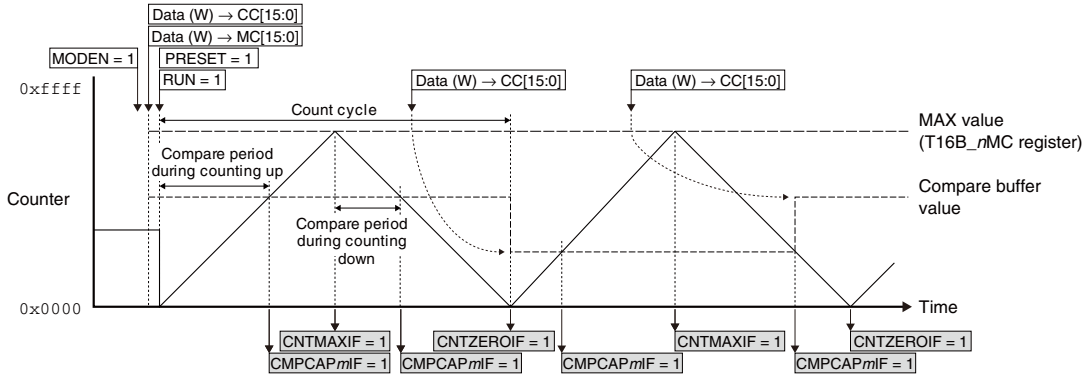 Data (W) → CC[15:0]
Data (W) → MC[15:0]
MODEN = 1
PRESET = 1
RUN = 1
Data (W) → CC[15:0]
Data (W) → CC[15:0]
0xffff
Count cycle
MAX value
(T16B_nMC register)
Compare period
during counting up
Counter
Compare buffer
value
Compare period
during counting
down
0x0000
Time
CNTMAXIF = 1
CNTZEROIF = 1
CNTMAXIF = 1
CNTZEROIF = 1
CMPCAPmIF = 1
CMPCAPmIF = 1
CMPCAPmIF = 1
CMPCAPmIF = 1